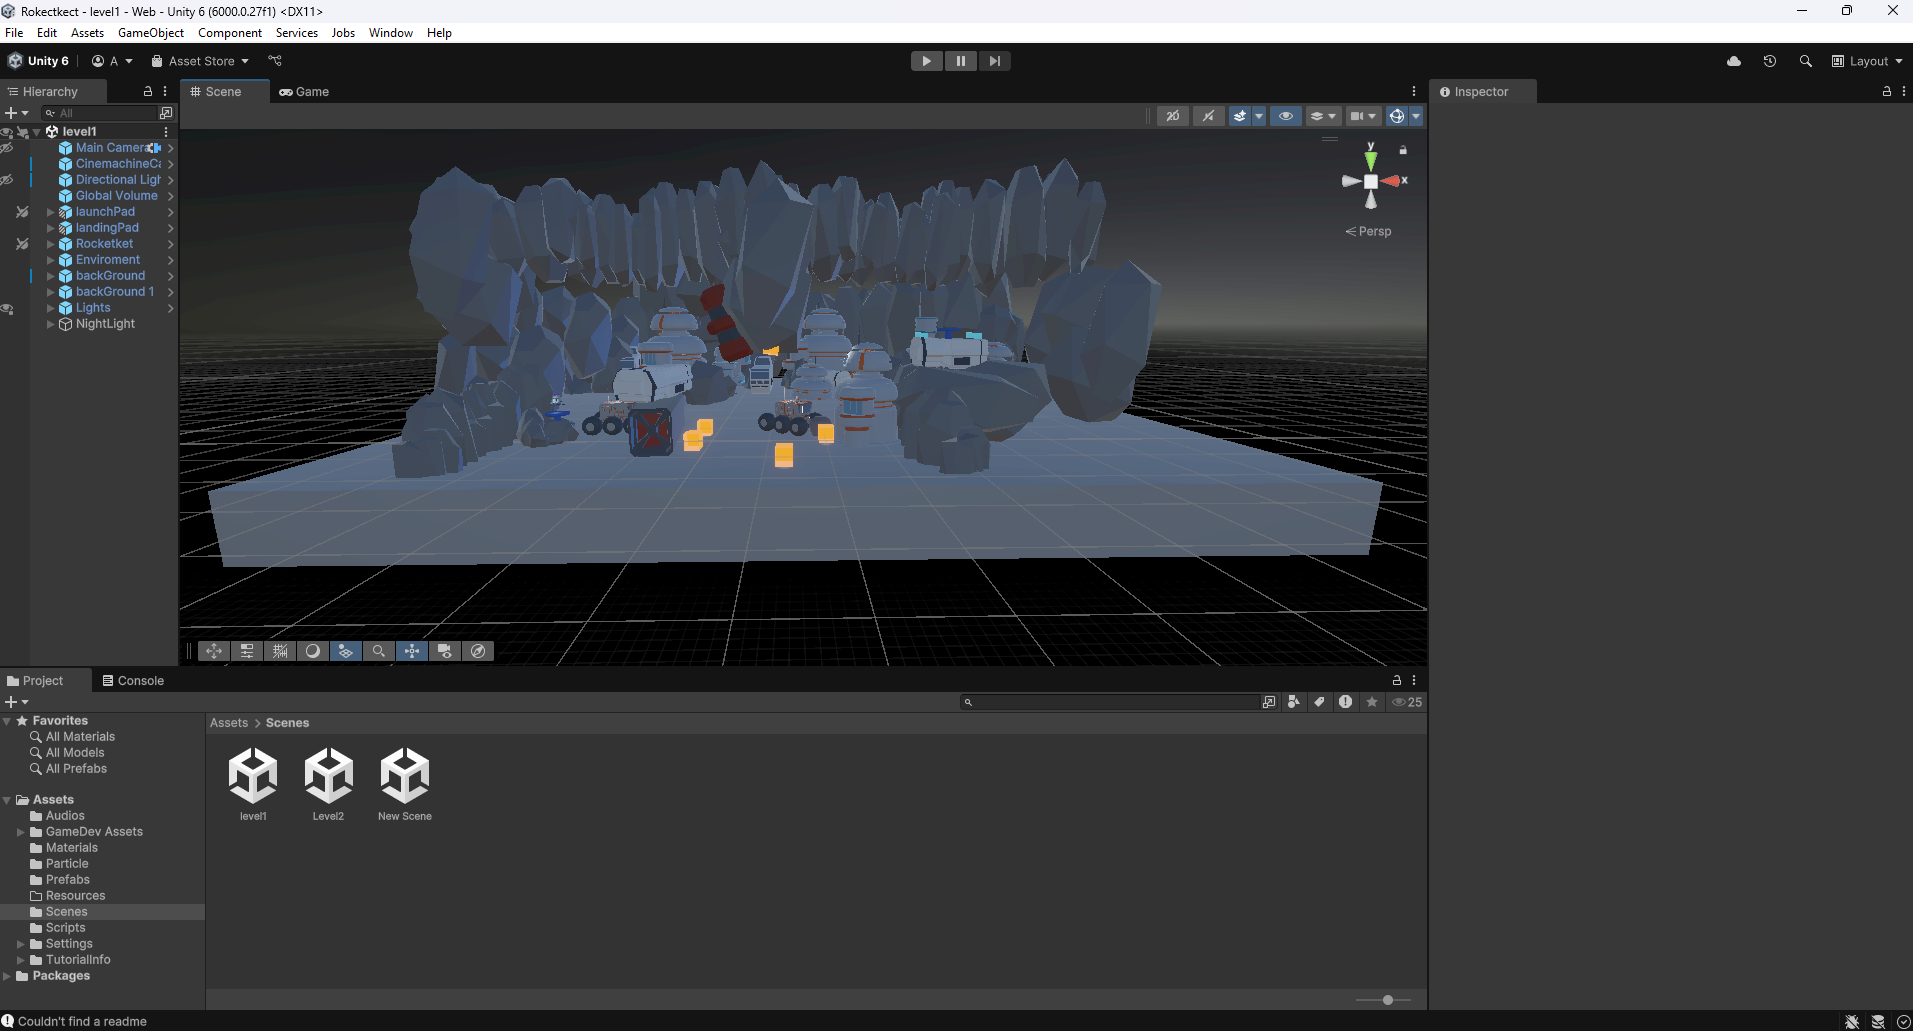 Rokectkect - level1 - Web - Unity 6 (6000.0.27f1) <DX11>
File Edit Assets GameObject Component Services Jobs Window Help
Unity 6 A Asset Store Layout
Hierarchy Scene Game Inspector
All
level1
Main Camera
CinemachineCa
Directional Ligh
Global Volume
launchPad
landingPad
Rocketket
Enviroment
backGround
backGround 1
Lights
NightLight
2D
y
x
Persp
Project Console
25
Favorites
All Materials
All Models
All Prefabs
Assets
Audios
GameDev Assets
Materials
Particle
Prefabs
Resources
Scenes
Scripts
Settings
TutorialInfo
Packages
Assets > Scenes
level1 Level2 New Scene
Couldn't find a readme